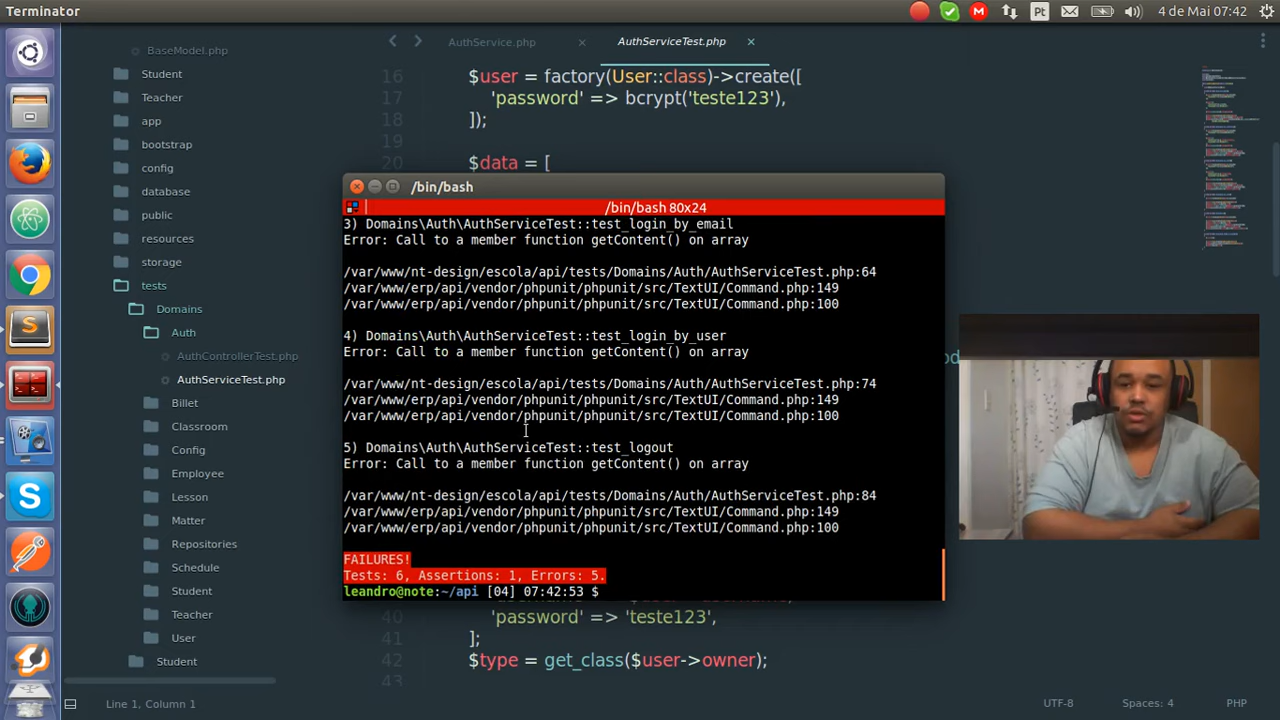 Terminator
Pt
4 de Mai 07:42
BaseModel.php
Student
Teacher
app
bootstrap
config
database
public
resources
storage
tests
Domains
Auth
AuthControllerTest.php
AuthServiceTest.php
Billet
Classroom
Config
Employee
Lesson
Matter
Repositories
Schedule
Student
Teacher
User
Student
AuthService.php
AuthServiceTest.php
16 $user = factory(User::class)->create([
17 'password' => bcrypt('teste123'),
18 ]);
19
20 $data = [
/bin/bash
/bin/bash 80x24
3) Domains\Auth\AuthServiceTest::test_login_by_email
Error: Call to a member function getContent() on array
/var/www/nt-design/escola/api/tests/Domains/Auth/AuthServiceTest.php:64
/var/www/erp/api/vendor/phpunit/phpunit/src/TextUI/Command.php:149
/var/www/erp/api/vendor/phpunit/phpunit/src/TextUI/Command.php:100
4) Domains\Auth\AuthServiceTest::test_login_by_user
Error: Call to a member function getContent() on array
/var/www/nt-design/escola/api/tests/Domains/Auth/AuthServiceTest.php:74
/var/www/erp/api/vendor/phpunit/phpunit/src/TextUI/Command.php:149
/var/www/erp/api/vendor/phpunit/phpunit/src/TextUI/Command.php:100
5) Domains\Auth\AuthServiceTest::test_logout
Error: Call to a member function getContent() on array
/var/www/nt-design/escola/api/tests/Domains/Auth/AuthServiceTest.php:84
/var/www/erp/api/vendor/phpunit/phpunit/src/TextUI/Command.php:149
/var/www/erp/api/vendor/phpunit/phpunit/src/TextUI/Command.php:100
FAILURES!
Tests: 6, Assertions: 1, Errors: 5.
leandro@note:~/api [04] 07:42:53 $
40 'password' => 'teste123',
41 ];
42 $type = get_class($user->owner);
43
Line 1, Column 1
UTF-8
Spaces: 4
PHP